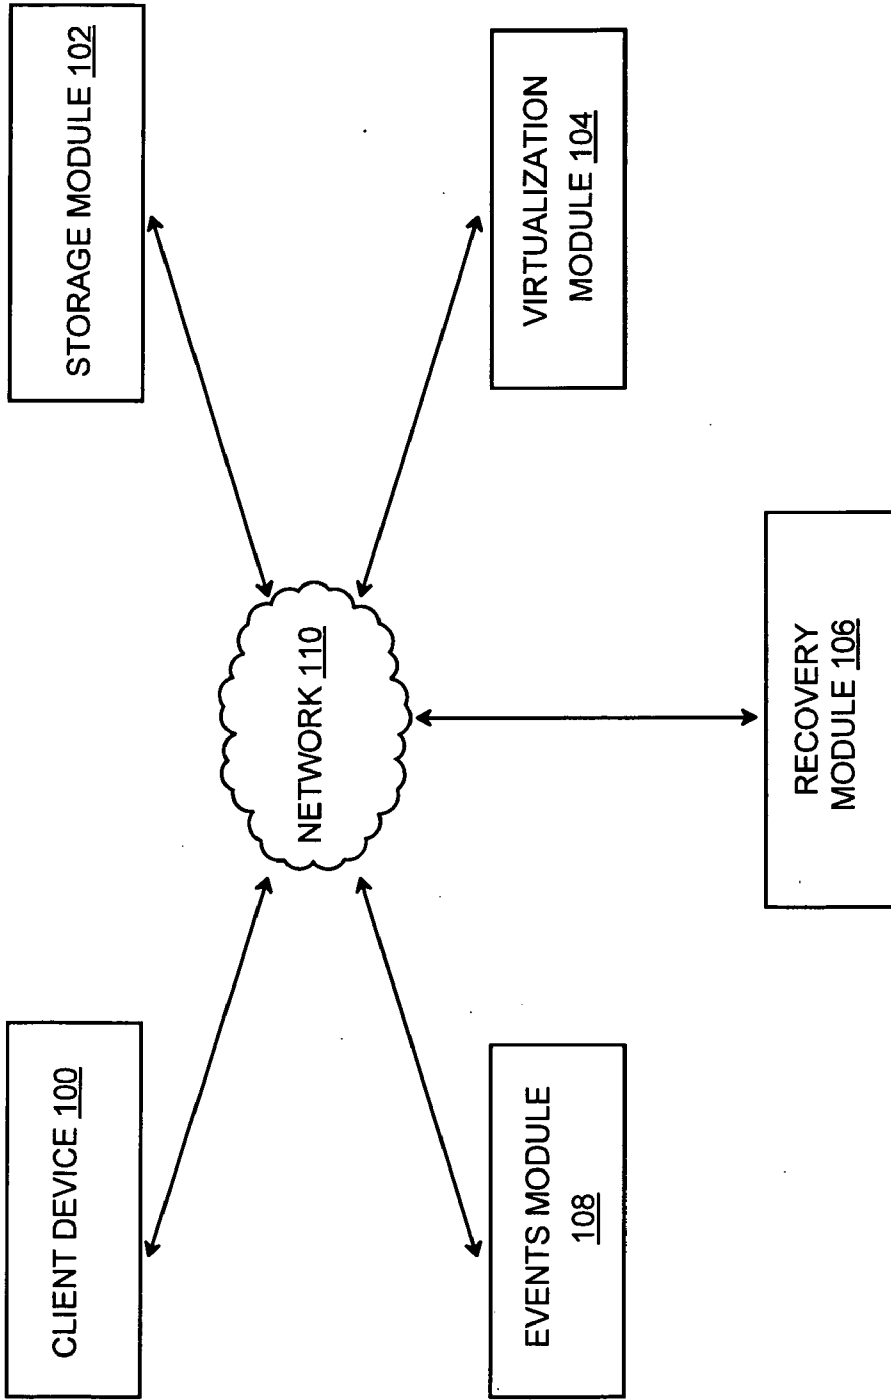 CLIENT DEVICE 100
STORAGE MODULE 102
NETWORK 110
EVENTS MODULE
108
VIRTUALIZATION
MODULE 104
RECOVERY
MODULE 106